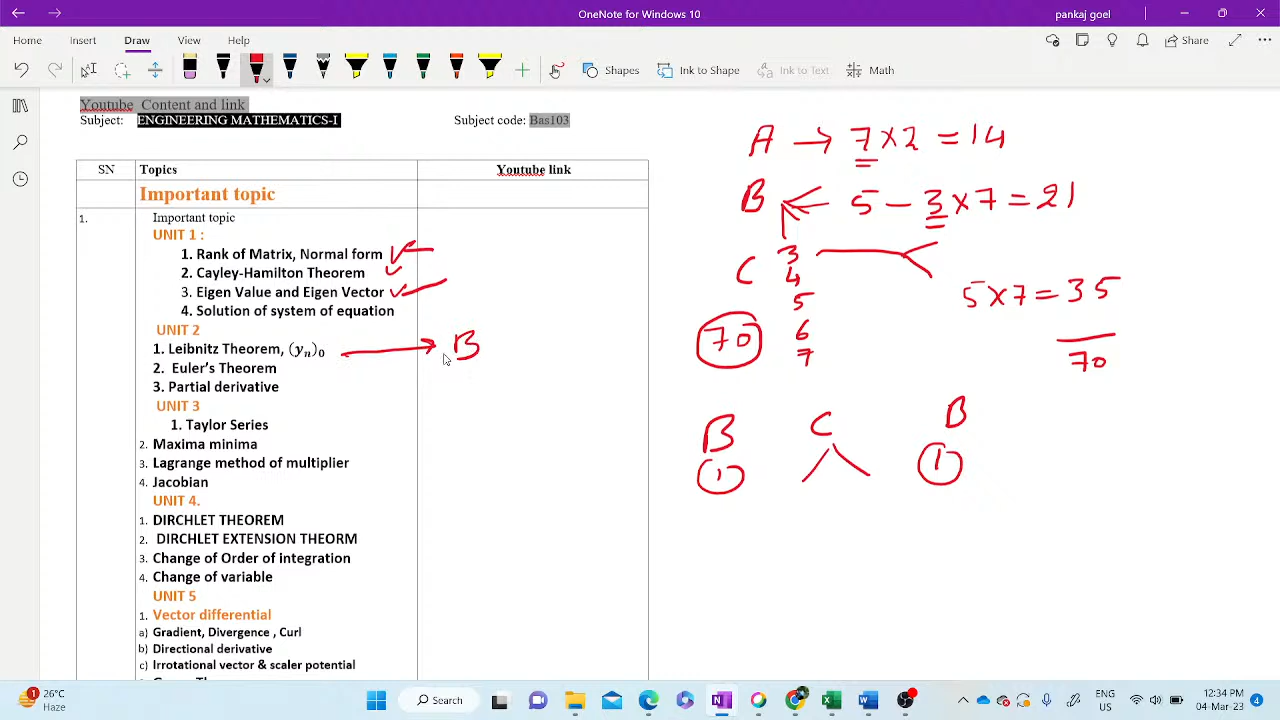 OneNote for Windows 10
pankaj goel
Home Insert Draw View Help
Shapes Ink to Shape Ink to Text Math Share
Youtube Content and link
Subject: ENGINEERING MATHEMATICS-I Subject code: Bas103
SN Topics Youtube link
Important topic
1. Important topic
UNIT 1 :
1. Rank of Matrix, Normal form
2. Cayley-Hamilton Theorem
3. Eigen Value and Eigen Vector
4. Solution of system of equation
UNIT 2
1. Leibnitz Theorem, (yₙ)₀ B
2. Euler's Theorem
3. Partial derivative
UNIT 3
1. Taylor Series
2. Maxima minima
3. Lagrange method of multiplier
4. Jacobian
UNIT 4.
1. DIRCHLET THEOREM
2. DIRCHLET EXTENSION THEORM
3. Change of Order of integration
4. Change of variable
UNIT 5
1. Vector differential
a) Gradient, Divergence , Curl
b) Directional derivative
c) Irrotational vector & scaler potential
A → 7×2 = 14
B 5 – 3×7 = 21
C 3
4
5
6
7
5×7 = 35
70
70
B C B
1 1
26°C
Haze
Search
ENG
US
12:34 PM
04-Mar-23